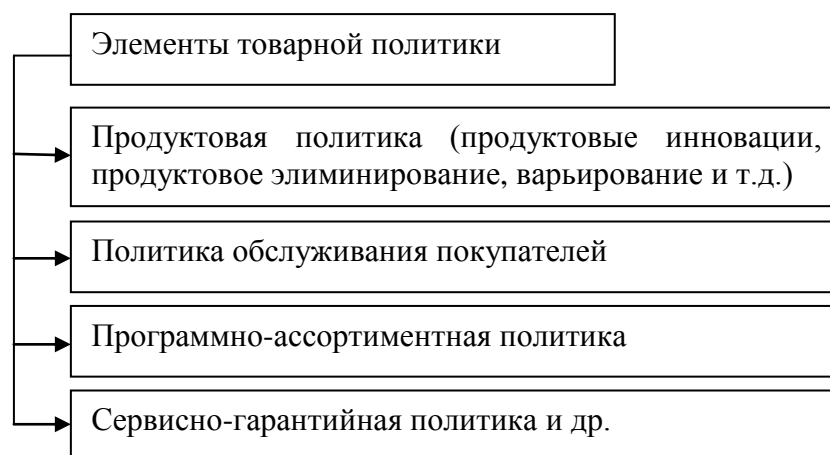 Элементы товарной политики
Продуктовая политика (продуктовые инновации,
продуктовое элиминирование, варьирование и т.д.)
Политика обслуживания покупателей
Программно-ассортиментная политика
Сервисно-гарантийная политика и др.